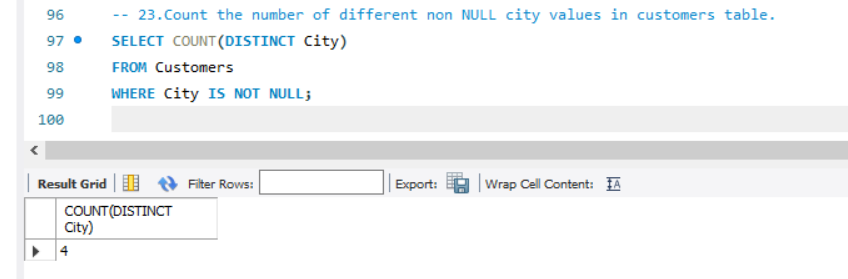 96 -- 23.Count the number of different non NULL city values in customers table.
97 SELECT COUNT(DISTINCT City)
98 FROM Customers
99 WHERE City IS NOT NULL;
100
Result Grid Filter Rows: Export: Wrap Cell Content: IA
COUNT(DISTINCT
City)
4